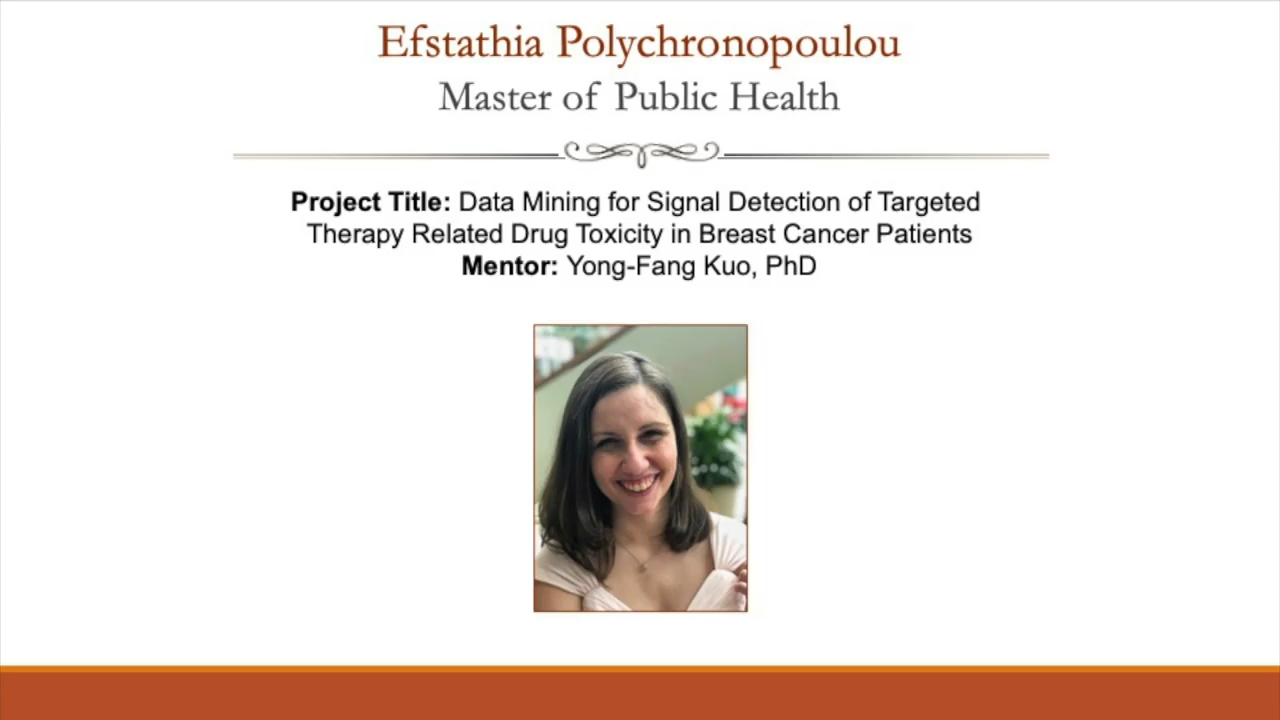 Efstathia Polychronopoulou
Master of Public Health
Project Title: Data Mining for Signal Detection of Targeted
Therapy Related Drug Toxicity in Breast Cancer Patients
Mentor: Yong-Fang Kuo, PhD